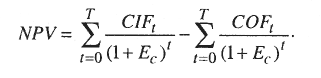 NPV = \sum_{t=0}^{T} \frac{CIF_t}{(1+E_c)^t} - \sum_{t=0}^{T} \frac{COF_t}{(1+E_c)^t}.